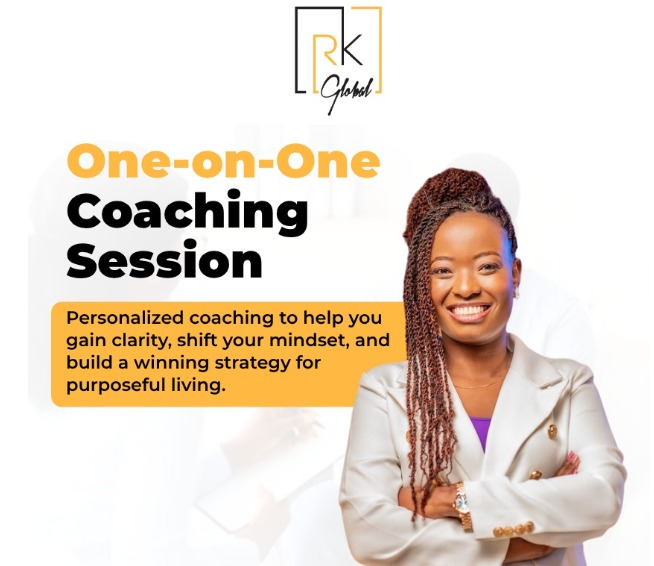 RK
Global
One-on-One
Coaching
Session
Personalized coaching to help you
gain clarity, shift your mindset, and
build a winning strategy for
purposeful living.